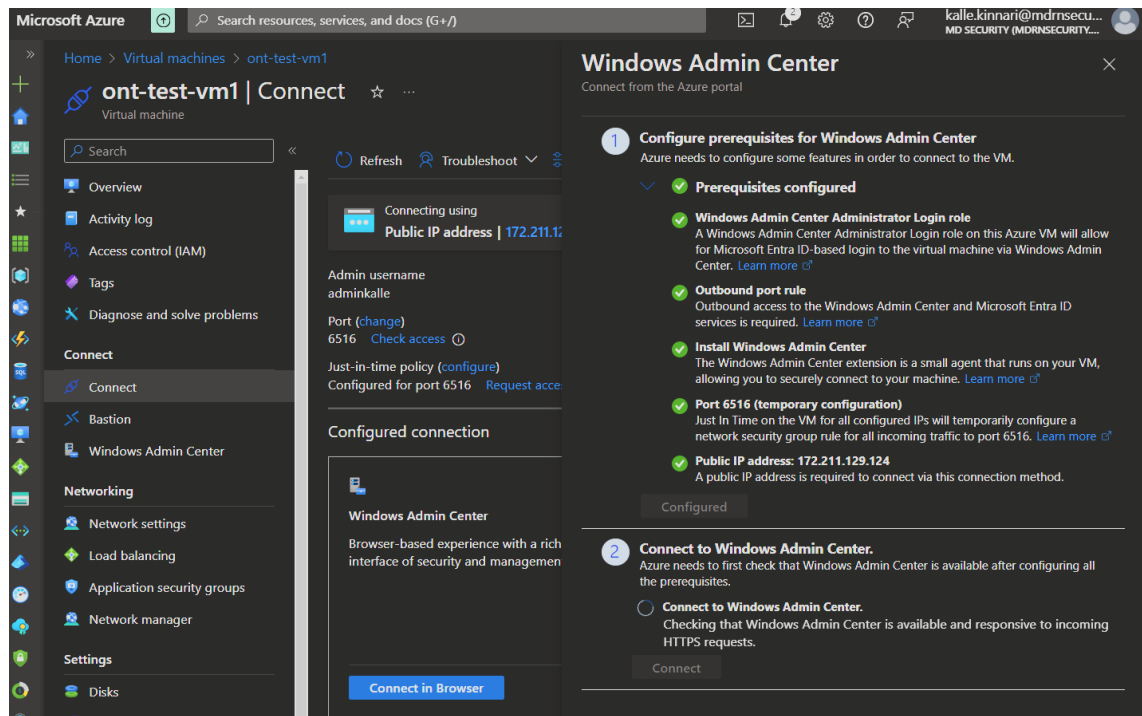 Microsoft Azure
Search resources, services, and docs (G+/)
2
kalle.kinnari@mdrnsecu...
MD SECURITY (MDRNSECURITY....
Home > Virtual machines > ont-test-vm1
ont-test-vm1 | Connect
Virtual machine
Search
Overview
Activity log
Access control (IAM)
Tags
Diagnose and solve problems
Connect
Connect
Bastion
Windows Admin Center
Networking
Network settings
Load balancing
Application security groups
Network manager
Settings
Disks
SQL
Refresh
Troubleshoot
Connecting using
Public IP address | 172.211.12
Admin username
adminkalle
Port (change)
6516 Check access
Just-in-time policy (configure)
Configured for port 6516 Request acce
Configured connection
Windows Admin Center
Browser-based experience with a rich
interface of security and managemen
Connect in Browser
Windows Admin Center
Connect from the Azure portal
1
Configure prerequisites for Windows Admin Center
Azure needs to configure some features in order to connect to the VM.
Prerequisites configured
Windows Admin Center Administrator Login role
A Windows Admin Center Administrator Login role on this Azure VM will allow
for Microsoft Entra ID-based login to the virtual machine via Windows Admin
Center. Learn more
Outbound port rule
Outbound access to the Windows Admin Center and Microsoft Entra ID
services is required. Learn more
Install Windows Admin Center
The Windows Admin Center extension is a small agent that runs on your VM,
allowing you to securely connect to your machine. Learn more
Port 6516 (temporary configuration)
Just In Time on the VM for all configured IPs will temporarily configure a
network security group rule for all incoming traffic to port 6516. Learn more
Public IP address: 172.211.129.124
A public IP address is required to connect via this connection method.
Configured
2
Connect to Windows Admin Center.
Azure needs to first check that Windows Admin Center is available after configuring all
the prerequisites.
Connect to Windows Admin Center.
Checking that Windows Admin Center is available and responsive to incoming
HTTPS requests.
Connect